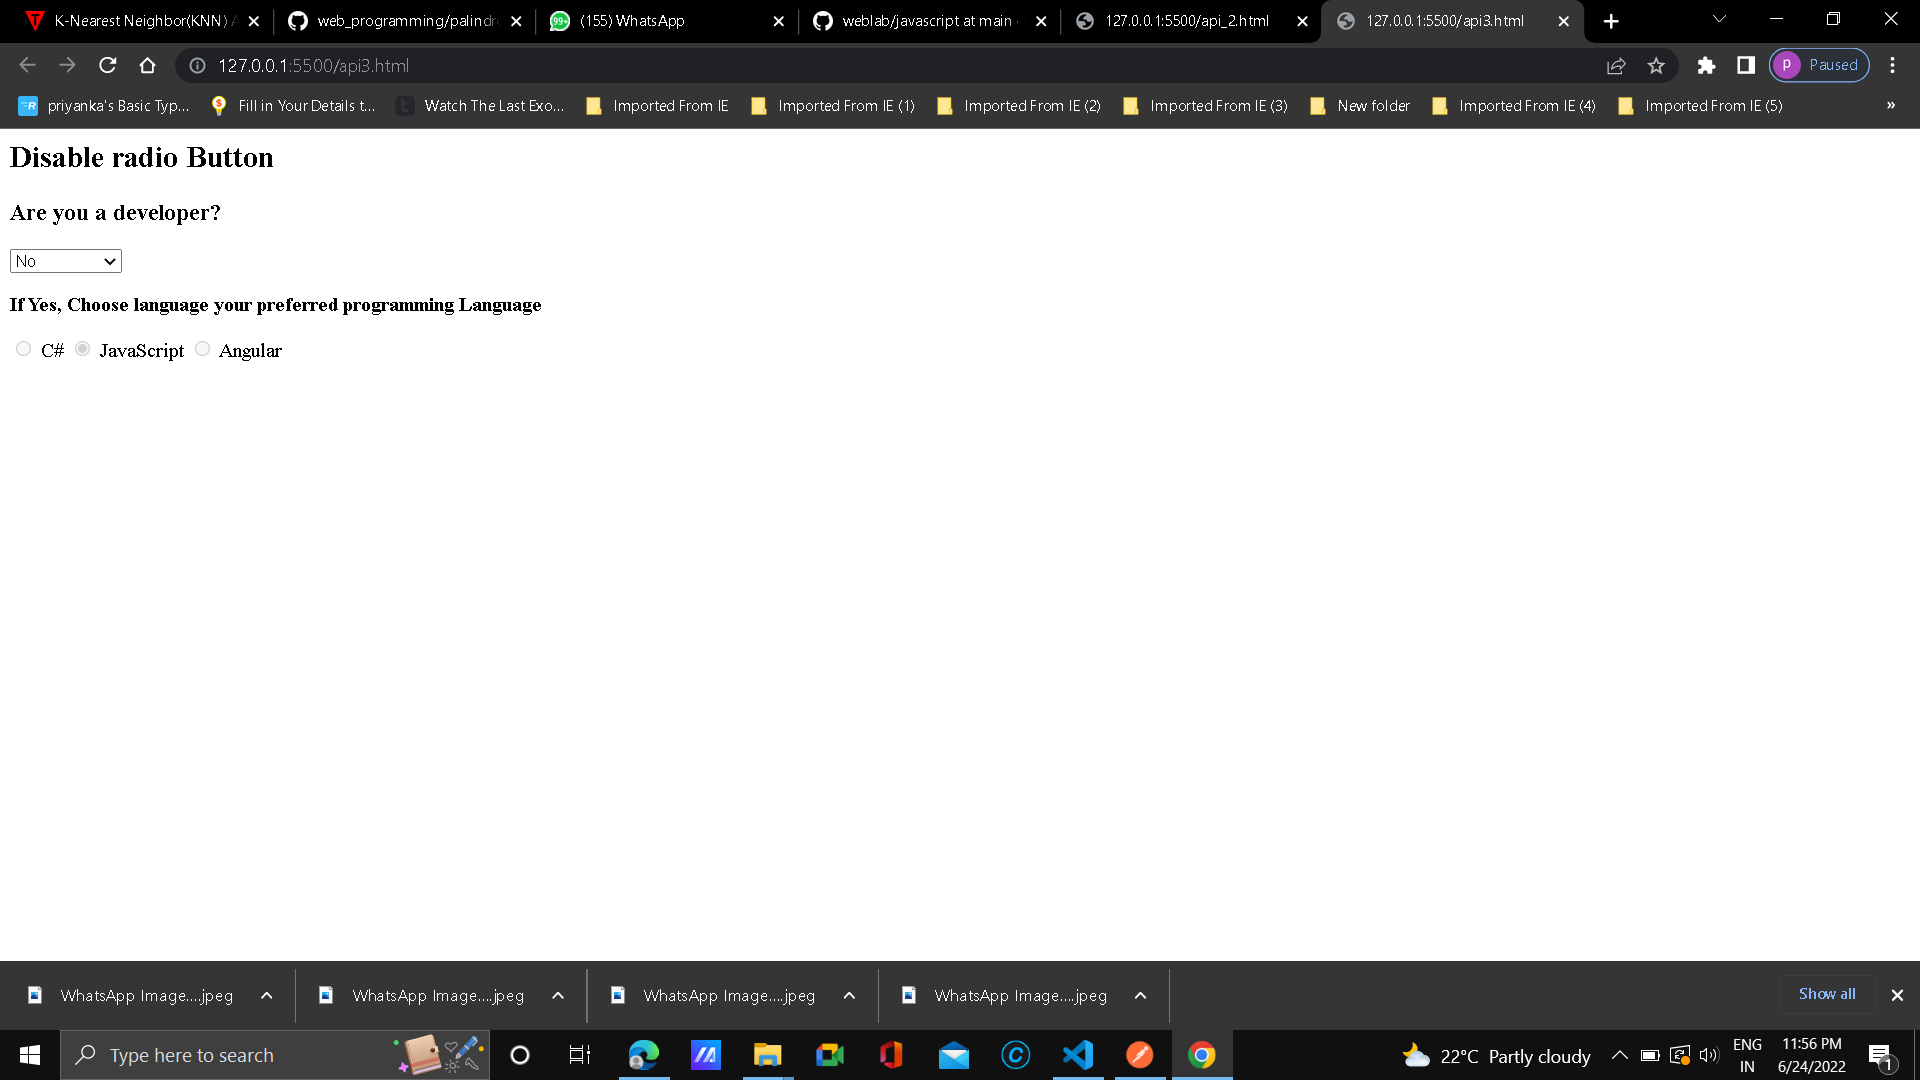 K-Nearest Neighbor(KNN) A
web_programming/palindro
(155) WhatsApp
weblab/javascript at main ·
127.0.0.1:5500/api_2.html
127.0.0.1:5500/api3.html
127.0.0.1:5500/api3.html
P Paused
priyanka's Basic Typ...
Fill in Your Details t...
Watch The Last Exo...
Imported From IE
Imported From IE (1)
Imported From IE (2)
Imported From IE (3)
New folder
Imported From IE (4)
Imported From IE (5)
»
Disable radio Button
Are you a developer?
No
If Yes, Choose language your preferred programming Language
C# JavaScript Angular
WhatsApp Image....jpeg
WhatsApp Image....jpeg
WhatsApp Image....jpeg
WhatsApp Image....jpeg
Show all
Type here to search
22°C Partly cloudy
ENG
IN
11:56 PM
6/24/2022
1